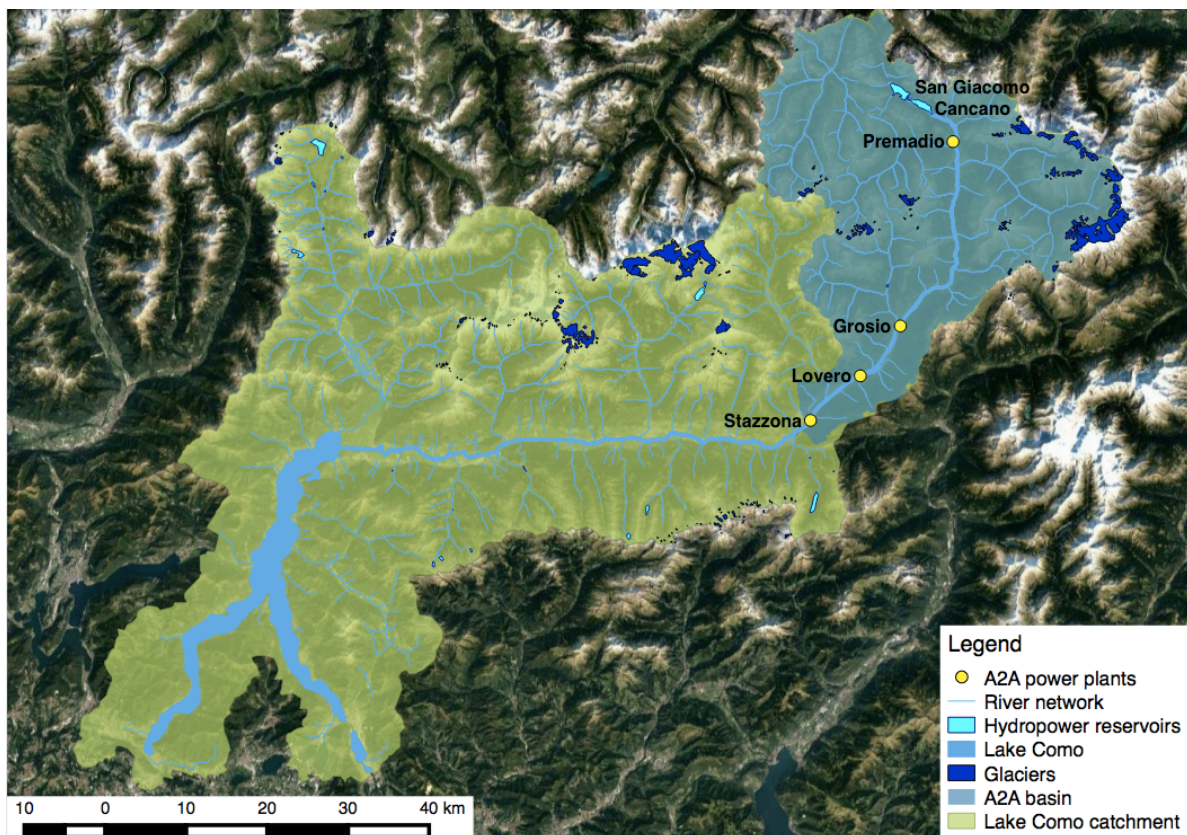 San Giacomo
Cancano
Premadio
Grosio
Lovero
Stazzona
Legend
A2A power plants
River network
Hydropower reservoirs
Lake Como
Glaciers
A2A basin
Lake Como catchment
10 0 10 20 30 40 km